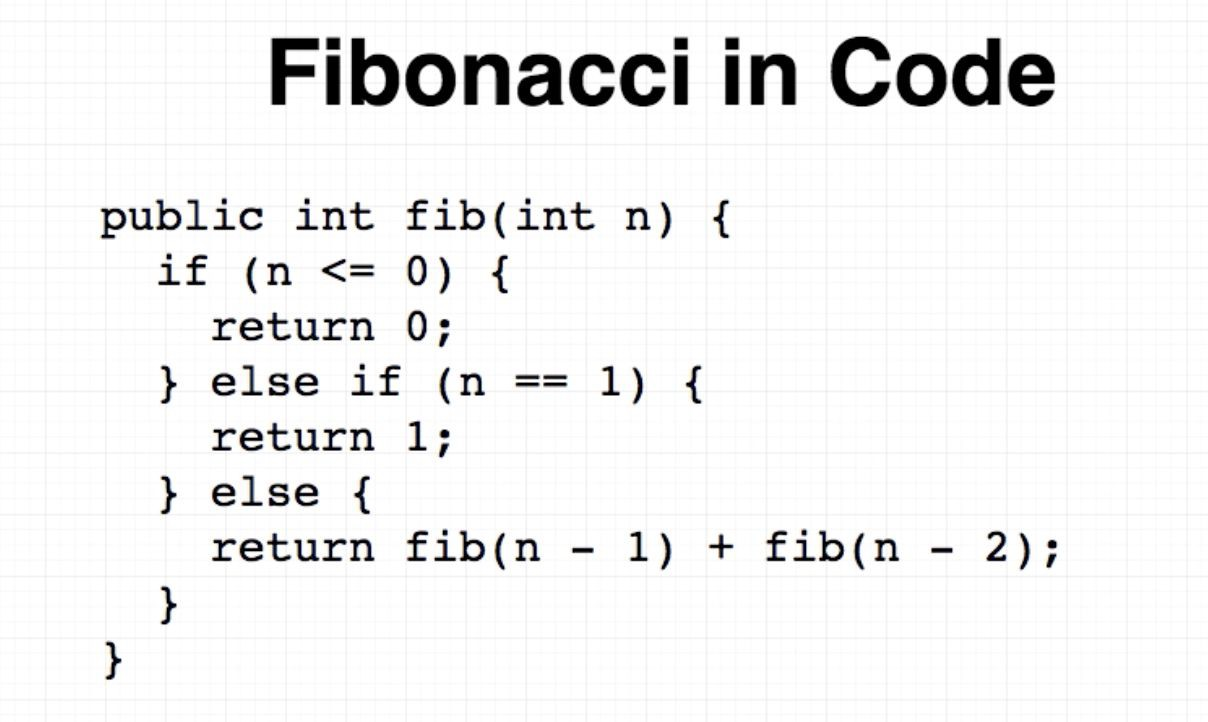 Fibonacci in Code
public int fib(int n) {
  if (n <= 0) {
    return 0;
  } else if (n == 1) {
    return 1;
  } else {
    return fib(n - 1) + fib(n - 2);
  }
}